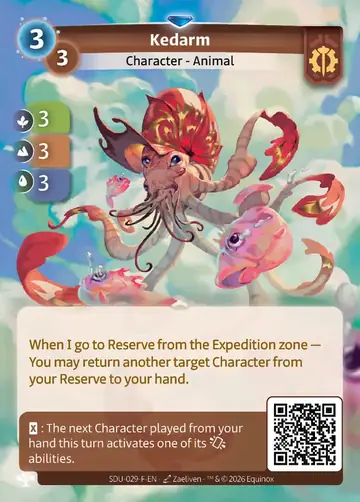 3
Kedarm
3
Character - Animal
3
3
3
When I go to Reserve from the Expedition zone —
You may return another target Character from
your Reserve to your hand.
X : The next Character played from your
hand this turn activates one of its
abilities.
SDU-029-F-EN - Zaeliven - ™ & © 2026 Equinox